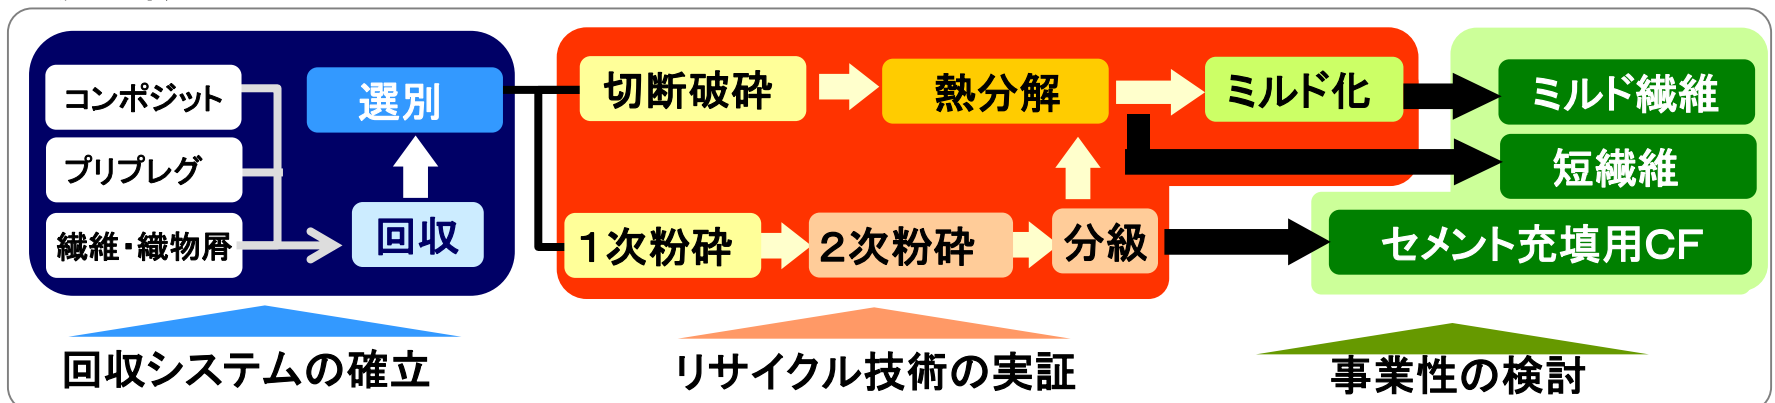 コンポジット
プリプレグ
繊維・織物屑
選別
回収
切断破砕
熱分解
ミルド化
1次粉砕
2次粉砕
分級
ミルド繊維
短繊維
セメント充填用CF
回収システムの確立
リサイクル技術の実証
事業性の検討